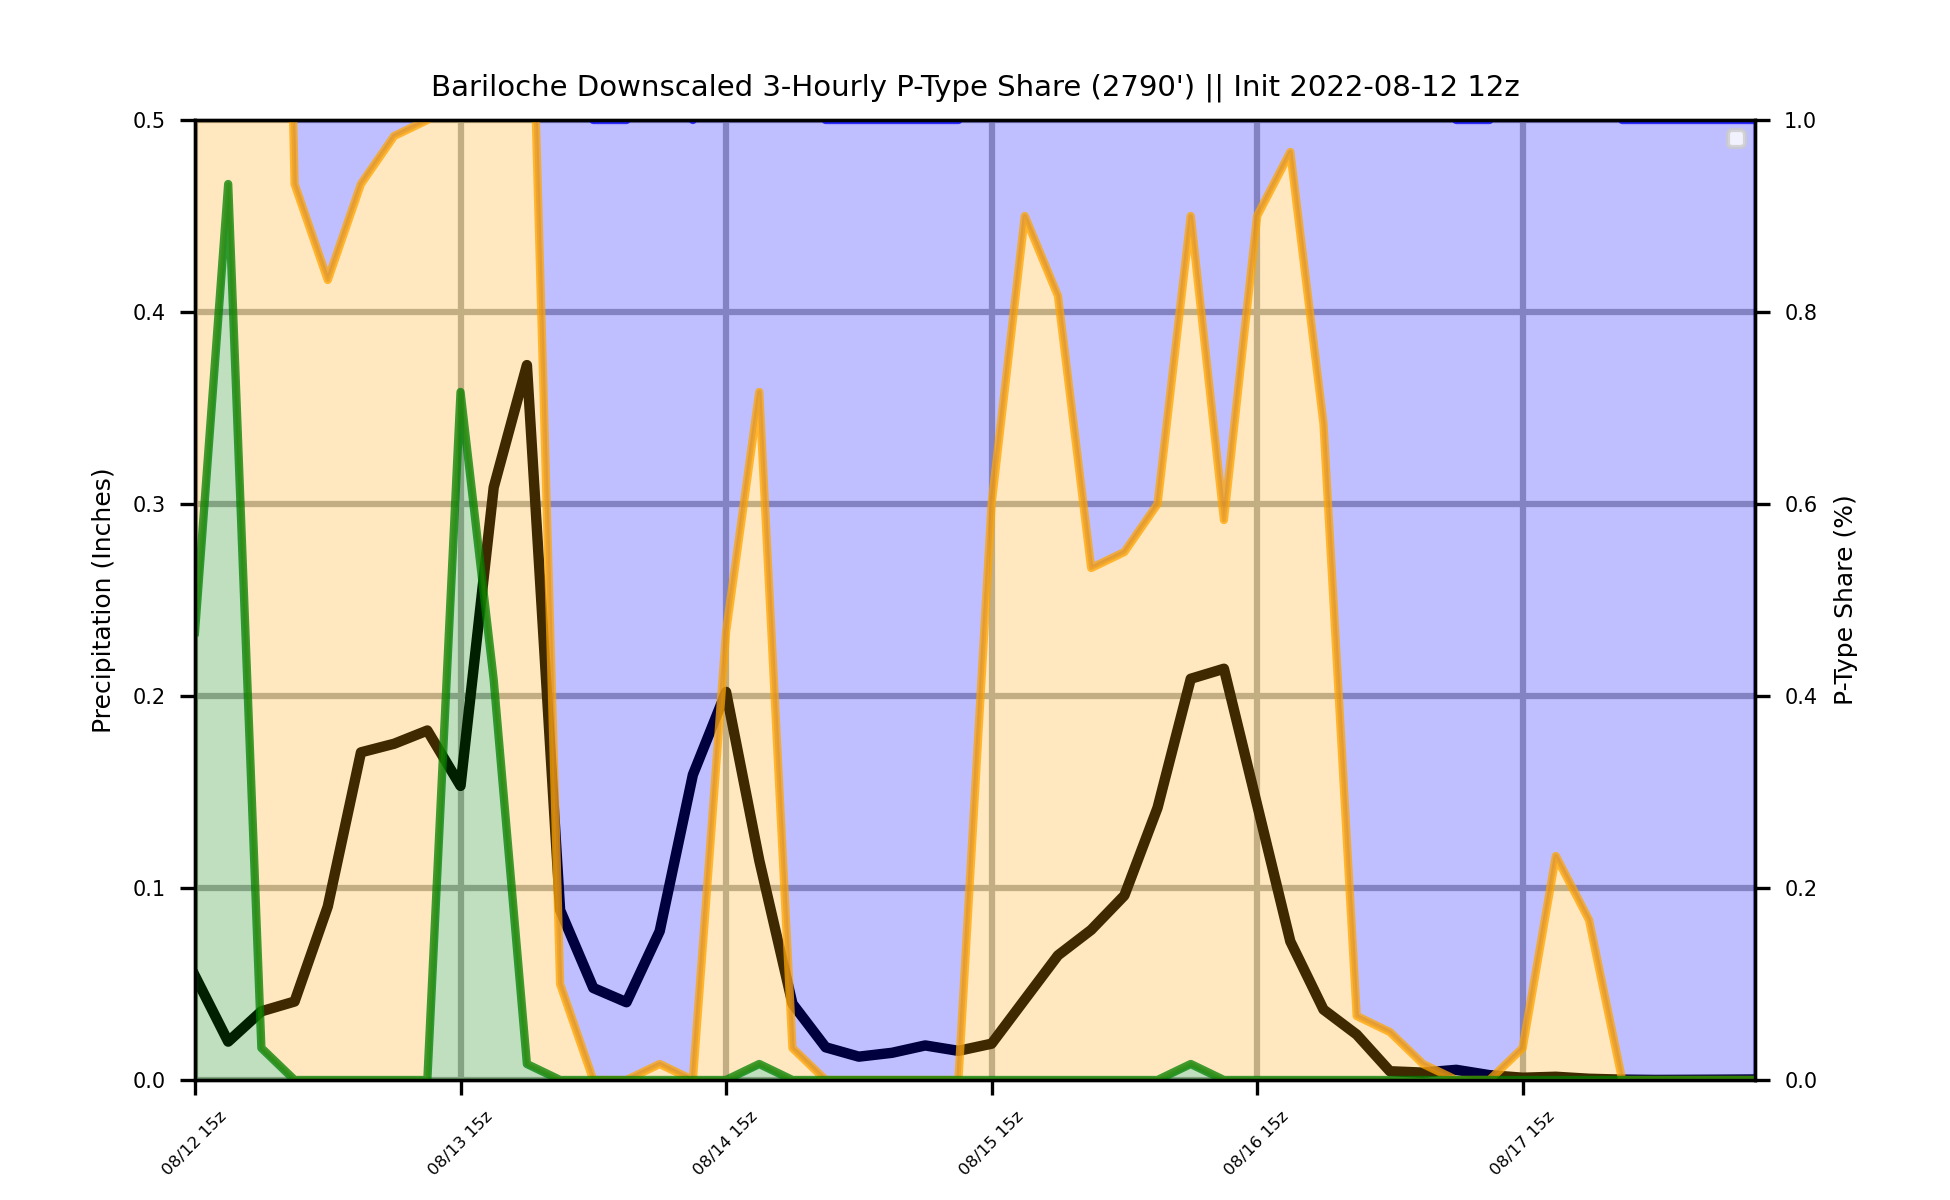 Bariloche Downscaled 3-Hourly P-Type Share (2790') || Init 2022-08-12 12z
0.5
0.4
0.3
0.2
0.1
0.0
Precipitation (Inches)
1.0
0.8
0.6
0.4
0.2
0.0
P-Type Share (%)
08/12 15z
08/13 15z
08/14 15z
08/15 15z
08/16 15z
08/17 15z